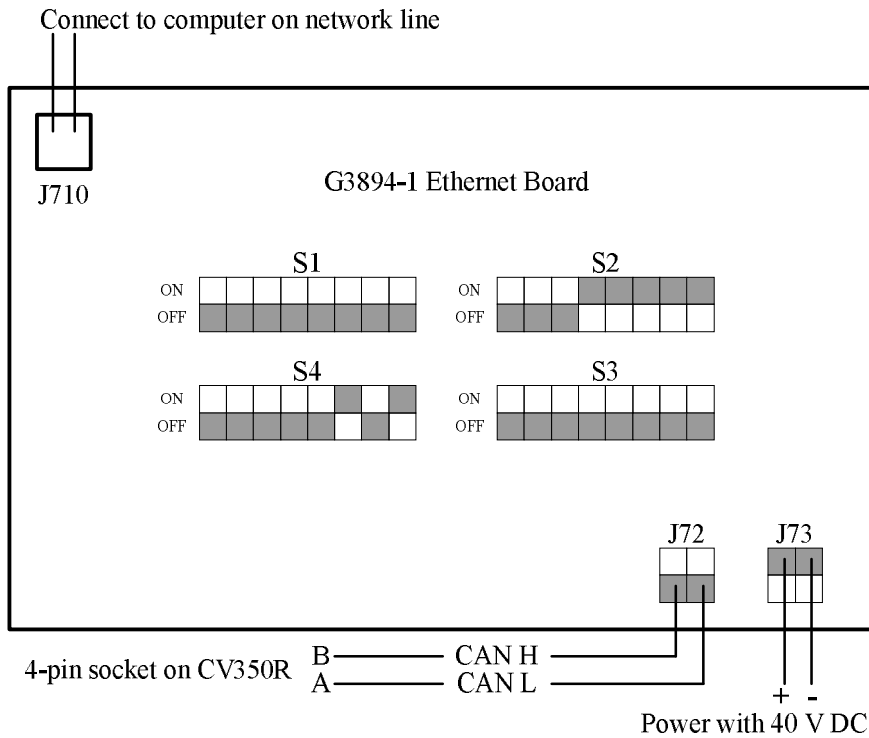 Connect to computer on network line
J710
G3894-1 Ethernet Board
S1
S2
ON
OFF
ON
OFF
S4
S3
ON
OFF
ON
OFF
J72
J73
4-pin socket on CV350R
B CAN H
A CAN L
+ -
Power with 40 V DC